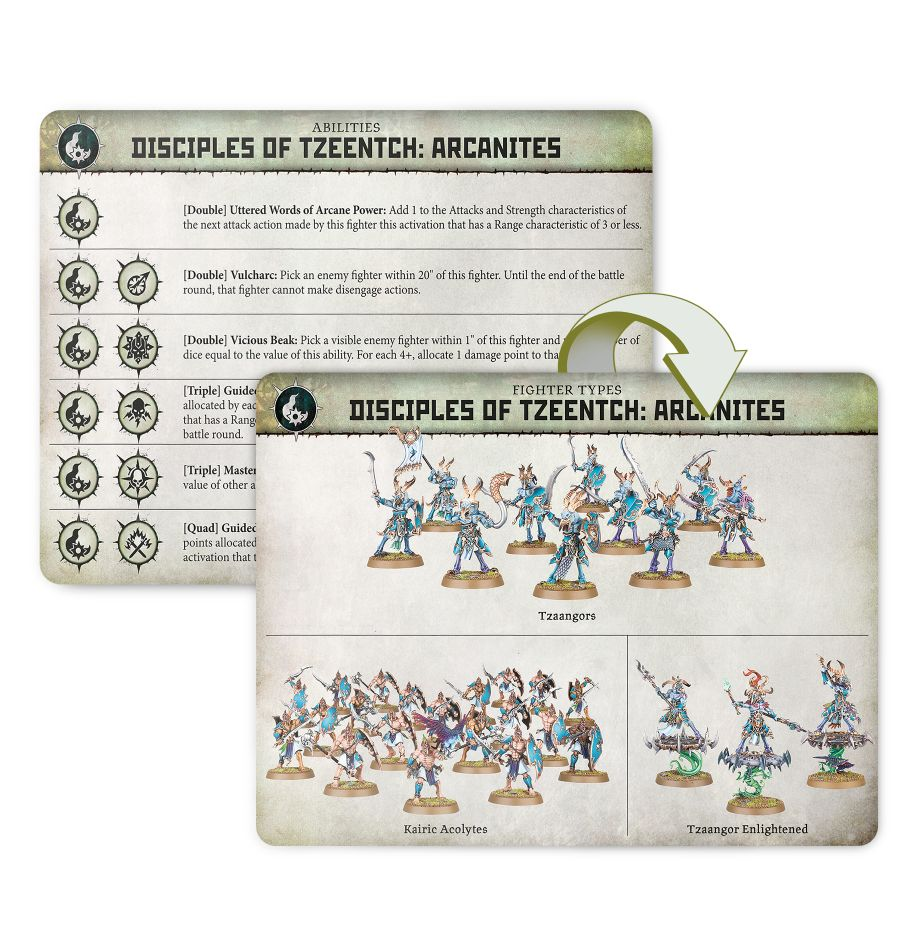 ABILITIES
DISCIPLES OF TZEENTCH: ARCANITES
[Double] Uttered Words of Arcane Power: Add 1 to the Attacks and Strength characteristics of
the next attack action made by this fighter this activation that has a Range characteristic of 3 or less.
[Double] Vulcharc: Pick an enemy fighter within 20" of this fighter. Until the end of the battle
round, that fighter cannot make disengage actions.
[Double] Vicious Beak: Pick a visible enemy fighter within 1" of this fighter and of
dice equal to the value of this ability. For each 4+, allocate 1 damage point to
[Triple]
allocated by
that has a
battle round.
[Triple]
value of other
[Quad]
points allocated
activation that
FIGHTER TYPES
DISCIPLES OF TZEENTCH: ARCANITES
Tzaangors
Kairic Acolytes
Tzaangor Enlightened